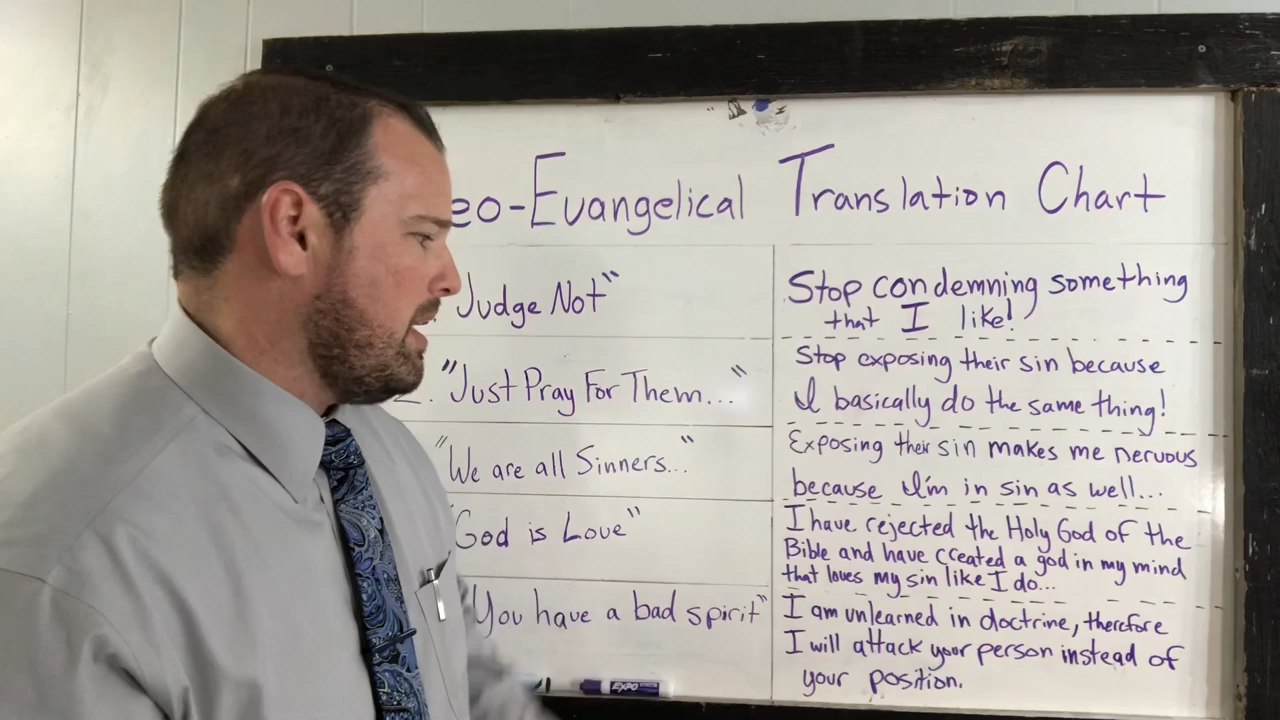 eo-Evangelical Translation Chart
"Judge Not"
Stop condemning something
that I like!
2. "Just Pray For Them..."
Stop exposing their sin because
I basically do the same thing!
"We are all Sinners..."
Exposing their sin makes me nervous
because I'm in sin as well...
"God is Love"
I have rejected the Holy God of the
Bible and have created a god in my mind
that loves my sin like I do...
"You have a bad spirit"
I am unlearned in doctrine, therefore
I will attack your person instead of
your position.
EXPO